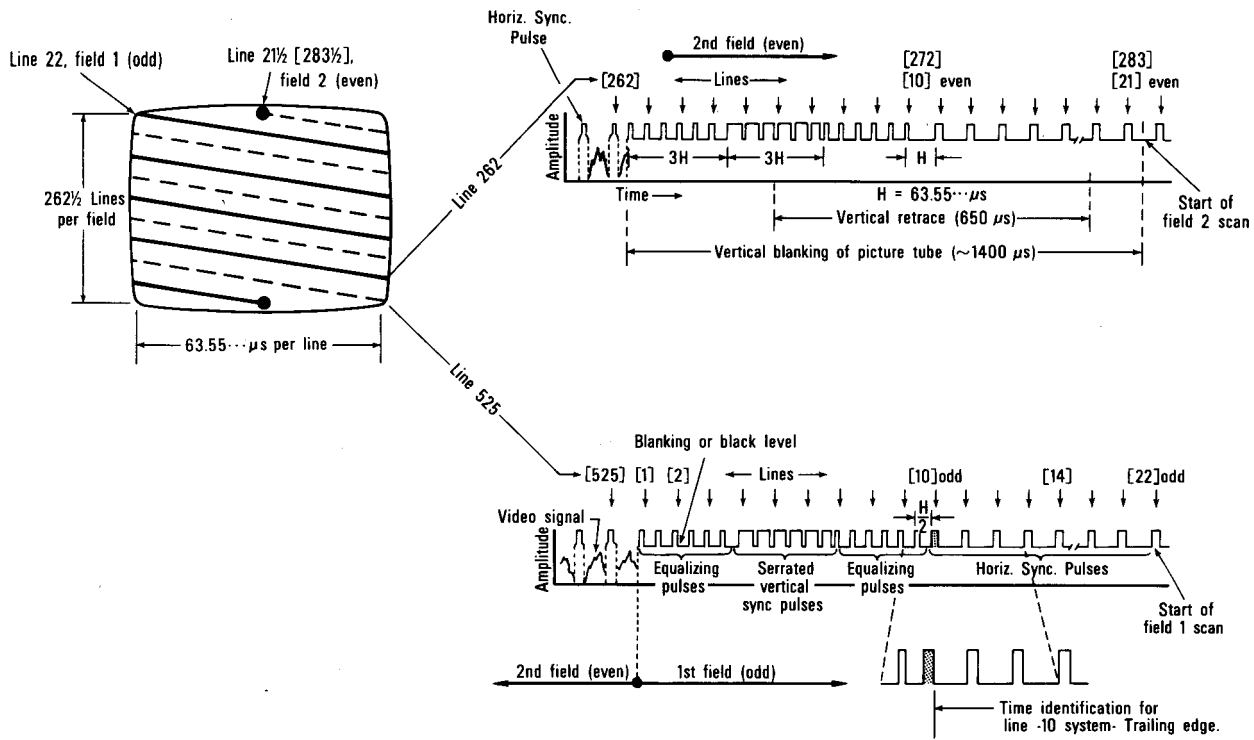 Horiz. Sync.
Pulse
Line 22, field 1 (odd)
Line 21½ [283½],
field 2 (even)
2nd field (even)
[262]
Lines
[272]
[10] even
[283]
[21] even
Amplitude
3H
3H
H
Time
H = 63.55··· µs
Vertical retrace (650 µs)
Vertical blanking of picture tube (~1400 µs)
Start of
field 2 scan
262½ Lines
per field
63.55··· µs per line
Line 262
Line 525
Blanking or black level
[525]
[1]
[2]
Lines
[10]odd
[14]
[22]odd
H
2
Video signal
Amplitude
Equalizing
pulses
Serrated
vertical
sync pulses
Equalizing
pulses
Horiz. Sync. Pulses
Start of
field 1 scan
2nd field (even)
1st field (odd)
Time identification for
line -10 system- Trailing edge.